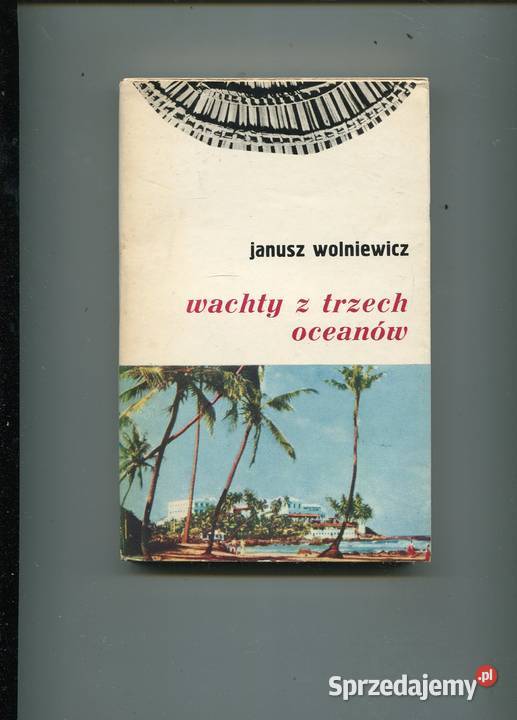 janusz wolniewicz
wachty z trzech
oceanów
Sprzedajemy.pl